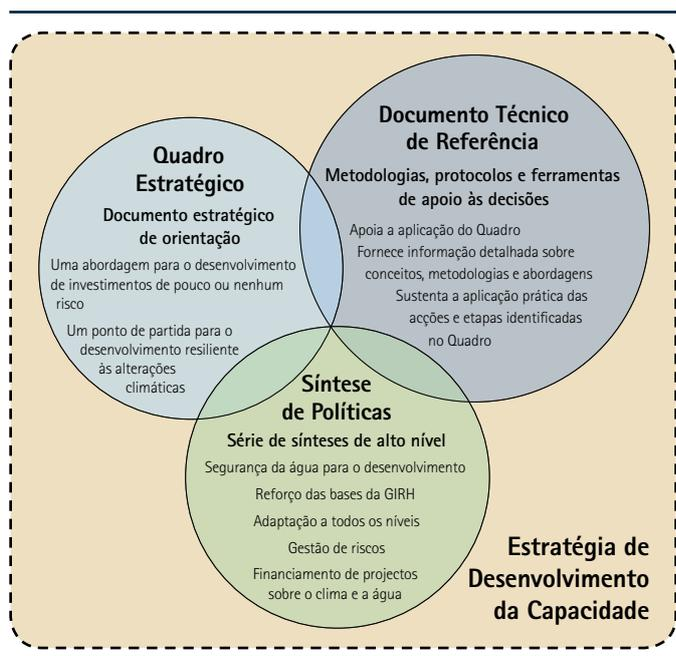 Quadro
Estratégico
Documento estratégico
de orientação
Uma abordagem para o desenvolvimento
de investimentos de pouco ou nenhum
risco
Um ponto de partida para o
desenvolvimento resiliente
às alterações
climáticas
Documento Técnico
de Referência
Metodologias, protocolos e ferramentas
de apoio às decisões
Apoia a aplicação do Quadro
Fornece informação detalhada sobre
conceitos, metodologias e abordagens
Sustenta a aplicação prática das
acções e etapas identificadas
no Quadro
Síntese
de Políticas
Série de sínteses de alto nível
Segurança da água para o desenvolvimento
Reforço das bases da GIRH
Adaptação a todos os níveis
Gestão de riscos
Financiamento de projectos
sobre o clima e a água
Estratégia de
Desenvolvimento
da Capacidade